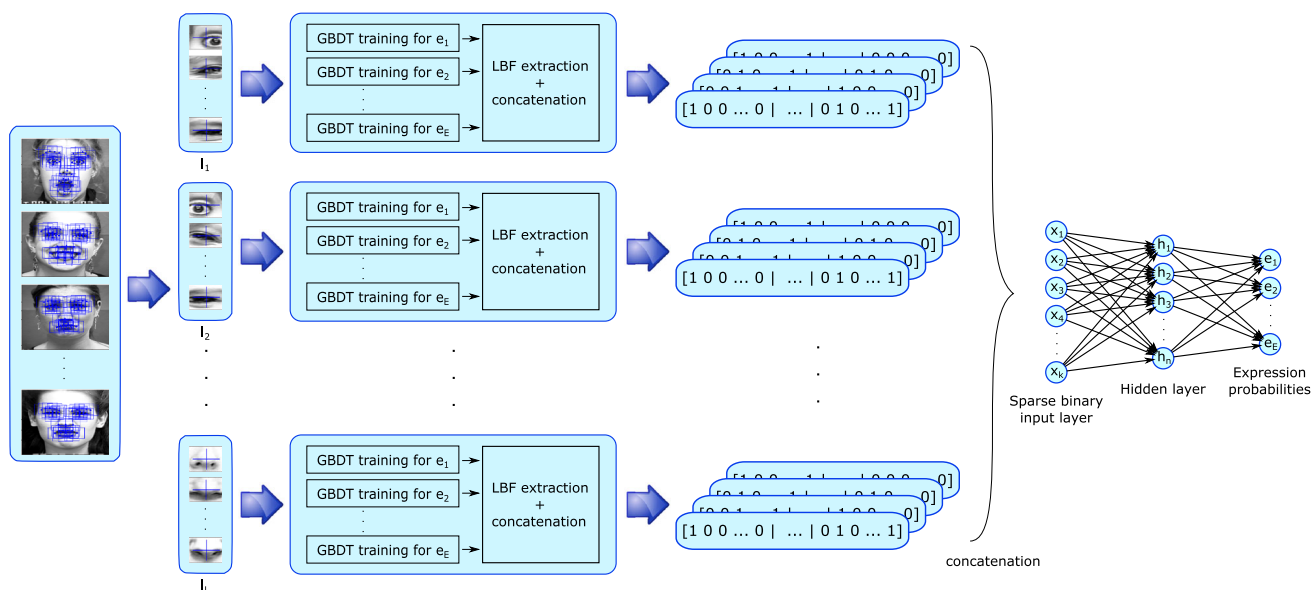 GBDT training for e1
GBDT training for e2
GBDT training for eE
LBF extraction
+
concatenation
[1 0 0 ... 0 | ... | 0 1 0 ... 1]
l1
GBDT training for e1
GBDT training for e2
GBDT training for eE
LBF extraction
+
concatenation
[1 0 0 ... 0 | ... | 0 1 0 ... 1]
l2
GBDT training for e1
GBDT training for e2
GBDT training for eE
LBF extraction
+
concatenation
[1 0 0 ... 0 | ... | 0 1 0 ... 1]
concatenation
x1
x2
x3
x4
xk
Sparse binary
input layer
h1
h2
h3
hn
Hidden layer
e1
e2
eE
Expression
probabilities